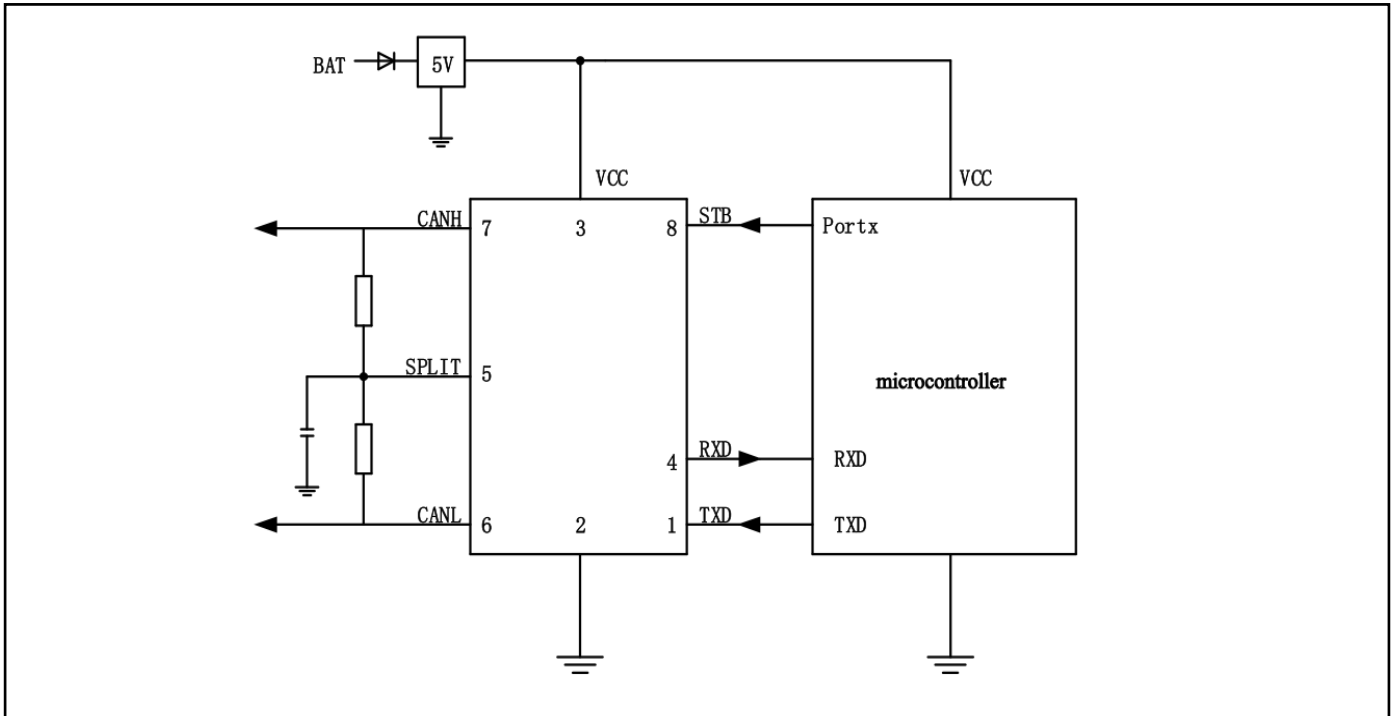 BAT
5V
VCC
VCC
CANH
7
3
8
STB
Portx
SPLIT
5
microcontroller
4
RXD
RXD
CANL
6
2
1
TXD
TXD